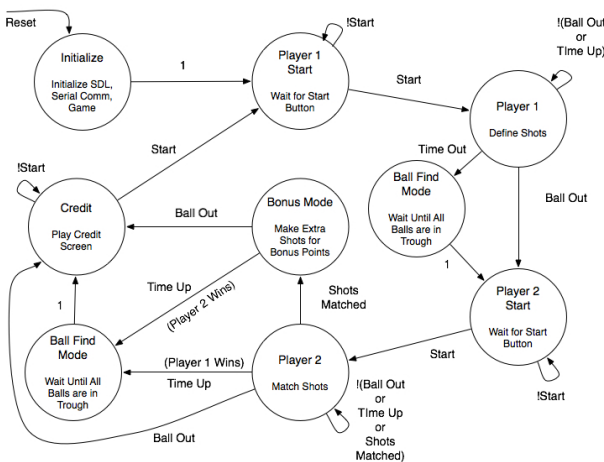 Reset
Initialize
Initialize SDL,
Serial Comm,
Game
1
!Start
Player 1
Start
Wait for Start
Button
Start
!(Ball Out
or
TIme Up)
Player 1
Define Shots
Time Out
Ball Find
Mode
Wait Until All
Balls are in
Trough
Ball Out
1
Player 2
Start
Wait for Start
Button
!Start
Start
!Start
Credit
Play Credit
Screen
Start
Ball Out
Bonus Mode
Make Extra
Shots for
Bonus Points
Time Up
(Player 2 Wins)
Shots
Matched
1
Ball Find
Mode
Wait Until All
Balls are in
Trough
(Player 1 Wins)
Time Up
Player 2
Match Shots
!(Ball Out
or
TIme Up
or
Shots
Matched)
Ball Out